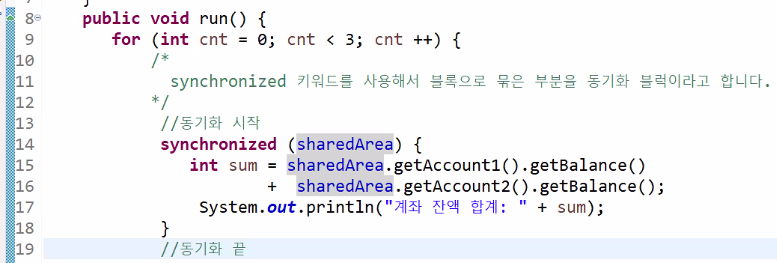 8 public void run() {
9 for (int cnt = 0; cnt < 3; cnt ++) {
10 /*
11 synchronized 키워드를 사용해서 블록으로 묶은 부분을 동기화 블럭이라고 합니다.
12 */
13 //동기화 시작
14 synchronized (sharedArea) {
15 int sum = sharedArea.getAccount1().getBalance()
16 + sharedArea.getAccount2().getBalance();
17 System.out.println("계좌 잔액 합계: " + sum);
18 }
19 //동기화 끝